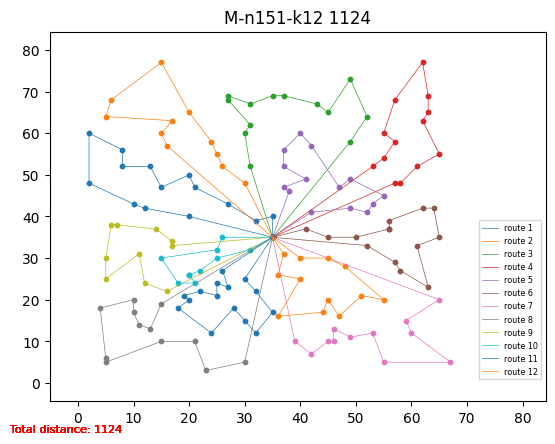 M-n151-k12 1124
80
70
60
50
40
30
20
10
0
route 1
route 2
route 3
route 4
route 5
route 6
route 7
route 8
route 9
route 10
route 11
route 12
0 10 20 30 40 50 60 70 80
Total distance: 1124